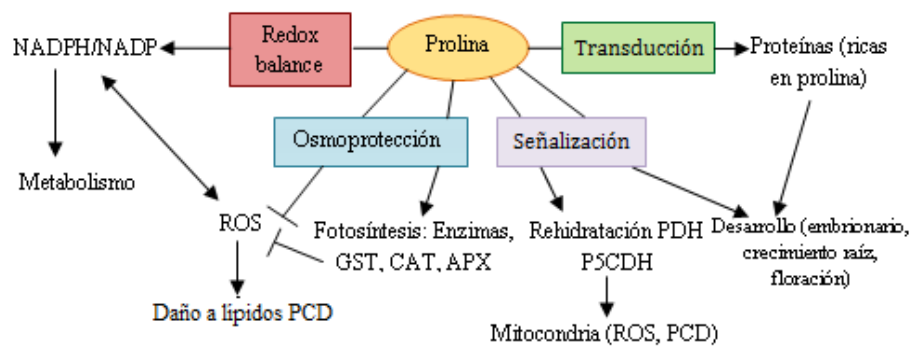 NADPH/NADP
Redox
balance
Prolina
Transducción
Proteínas (ricas
en prolina)
Osmoprotección
Señalización
Metabolismo
ROS
Fotosíntesis: Enzimas,
GST, CAT, APX
Rehidratación PDH
P5CDH
Desarrollo (embrionario,
crecimiento raíz,
floración)
Daño a lípidos PCD
Mitocondria (ROS, PCD)